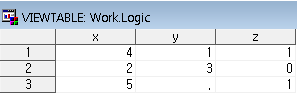 VIEWTABLE: Work.Logic
x y z
1 4 1 1
2 2 3 0
3 5 . 1